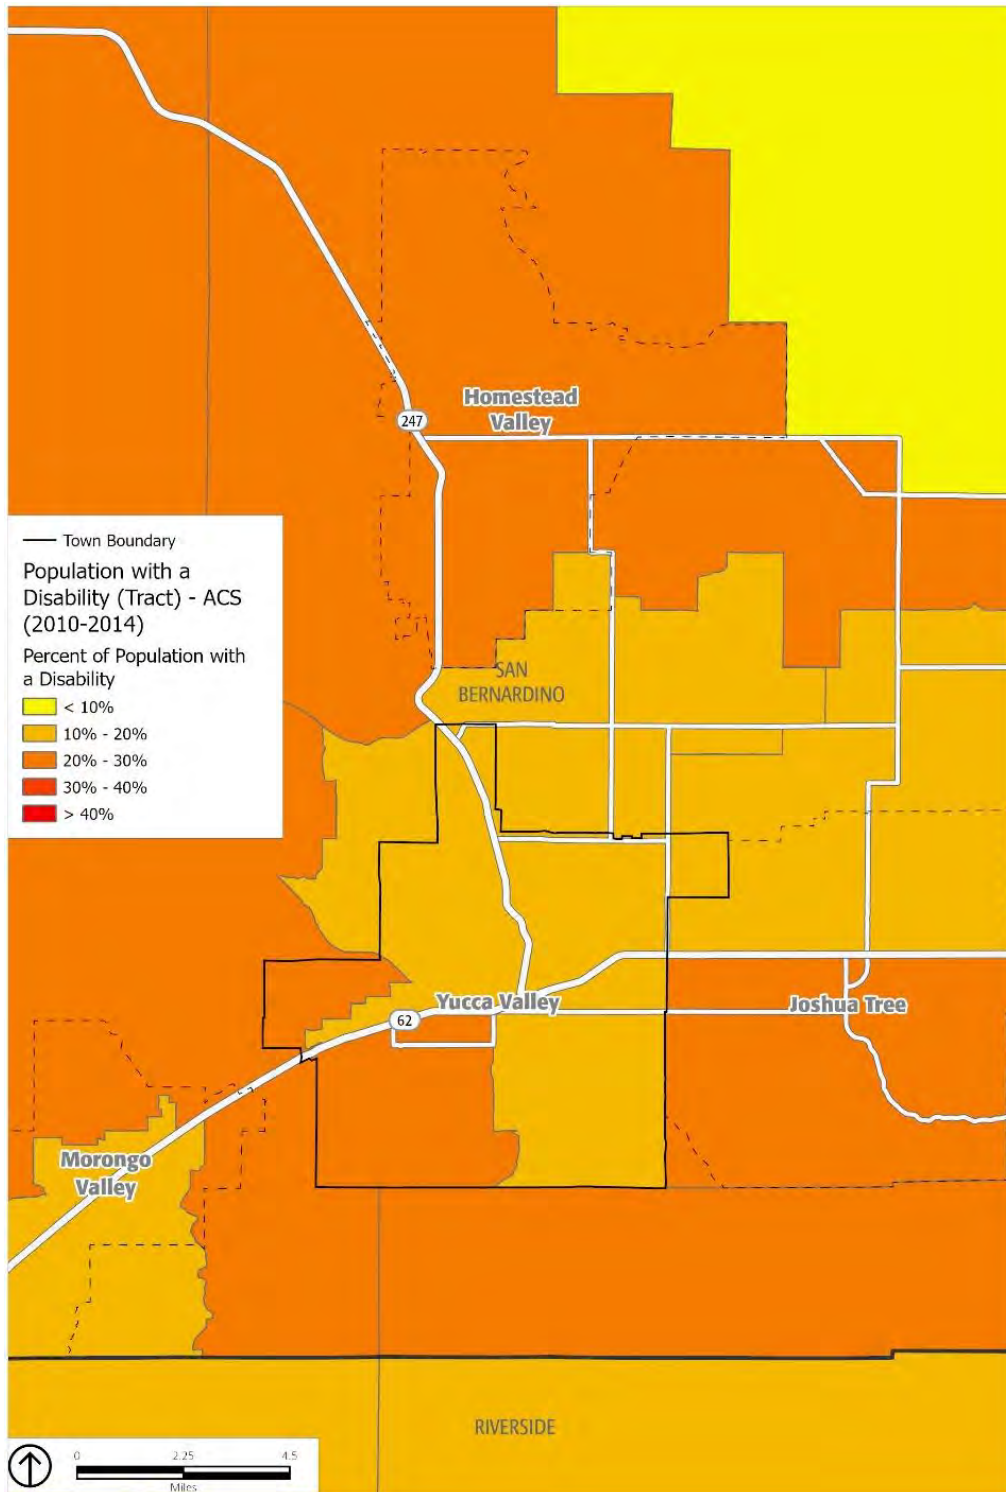 Homestead
Valley
247
Town Boundary
Population with a
Disability (Tract) - ACS
(2010-2014)
Percent of Population with
a Disability
< 10%
10% - 20%
20% - 30%
30% - 40%
> 40%
SAN
BERNARDINO
Yucca Valley
Joshua Tree
62
Morongo
Valley
RIVERSIDE
0 2.25 4.5
Miles